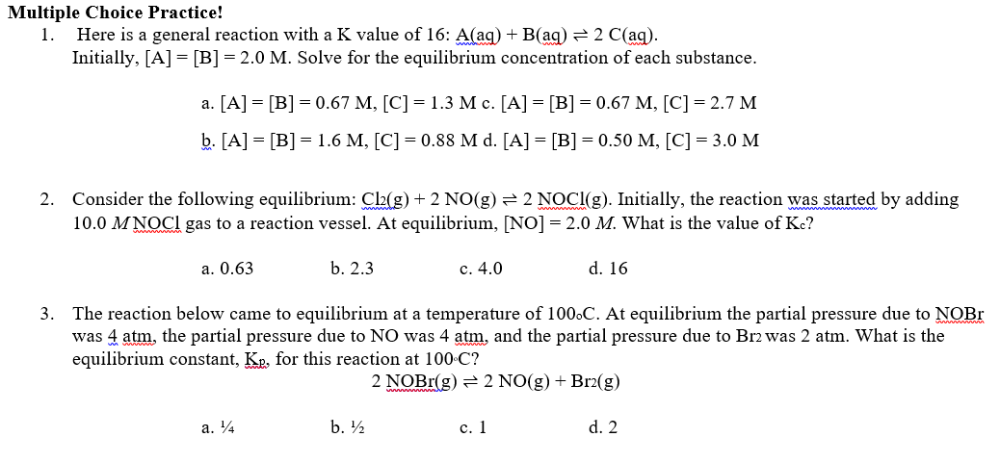 Multiple Choice Practice!
1. Here is a general reaction with a K value of 16: A(aq) + B(aq) ⇌ 2 C(aq).
Initially, [A] = [B] = 2.0 M. Solve for the equilibrium concentration of each substance.
a. [A] = [B] = 0.67 M, [C] = 1.3 M c. [A] = [B] = 0.67 M, [C] = 2.7 M
b. [A] = [B] = 1.6 M, [C] = 0.88 M d. [A] = [B] = 0.50 M, [C] = 3.0 M
2. Consider the following equilibrium: Cl2(g) + 2 NO(g) ⇌ 2 NOCl(g). Initially, the reaction was started by adding
10.0 M NOCl gas to a reaction vessel. At equilibrium, [NO] = 2.0 M. What is the value of Kc?
a. 0.63 b. 2.3 c. 4.0 d. 16
3. The reaction below came to equilibrium at a temperature of 100◦C. At equilibrium the partial pressure due to NOBr
was 4 atm, the partial pressure due to NO was 4 atm, and the partial pressure due to Br2 was 2 atm. What is the
equilibrium constant, Kp, for this reaction at 100◦C?
2 NOBr(g) ⇌ 2 NO(g) + Br2(g)
a. ¼ b. ½ c. 1 d. 2